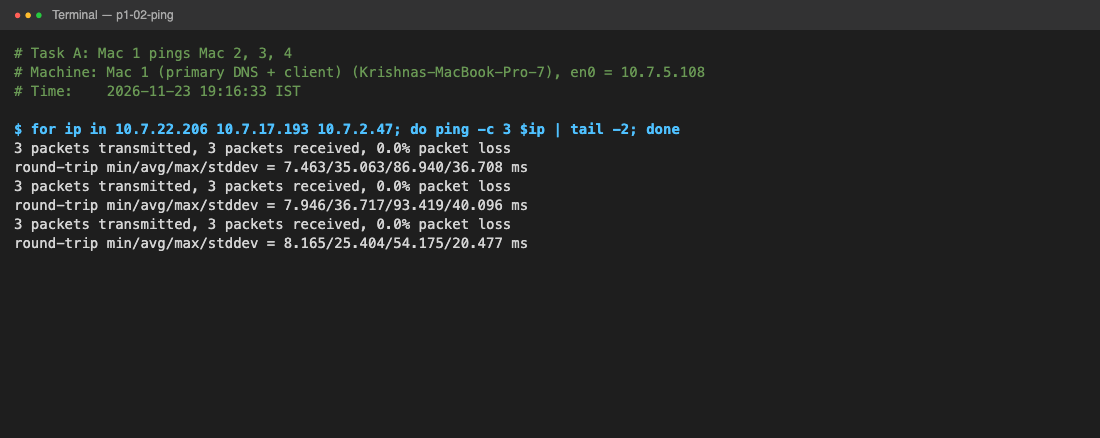 Terminal — p1-02-ping
# Task A: Mac 1 pings Mac 2, 3, 4
# Machine: Mac 1 (primary DNS + client) (Krishnas-MacBook-Pro-7), en0 = 10.7.5.108
# Time:    2026-11-23 19:16:33 IST
$ for ip in 10.7.22.206 10.7.17.193 10.7.2.47; do ping -c 3 $ip | tail -2; done
3 packets transmitted, 3 packets received, 0.0% packet loss
round-trip min/avg/max/stddev = 7.463/35.063/86.940/36.708 ms
3 packets transmitted, 3 packets received, 0.0% packet loss
round-trip min/avg/max/stddev = 7.946/36.717/93.419/40.096 ms
3 packets transmitted, 3 packets received, 0.0% packet loss
round-trip min/avg/max/stddev = 8.165/25.404/54.175/20.477 ms